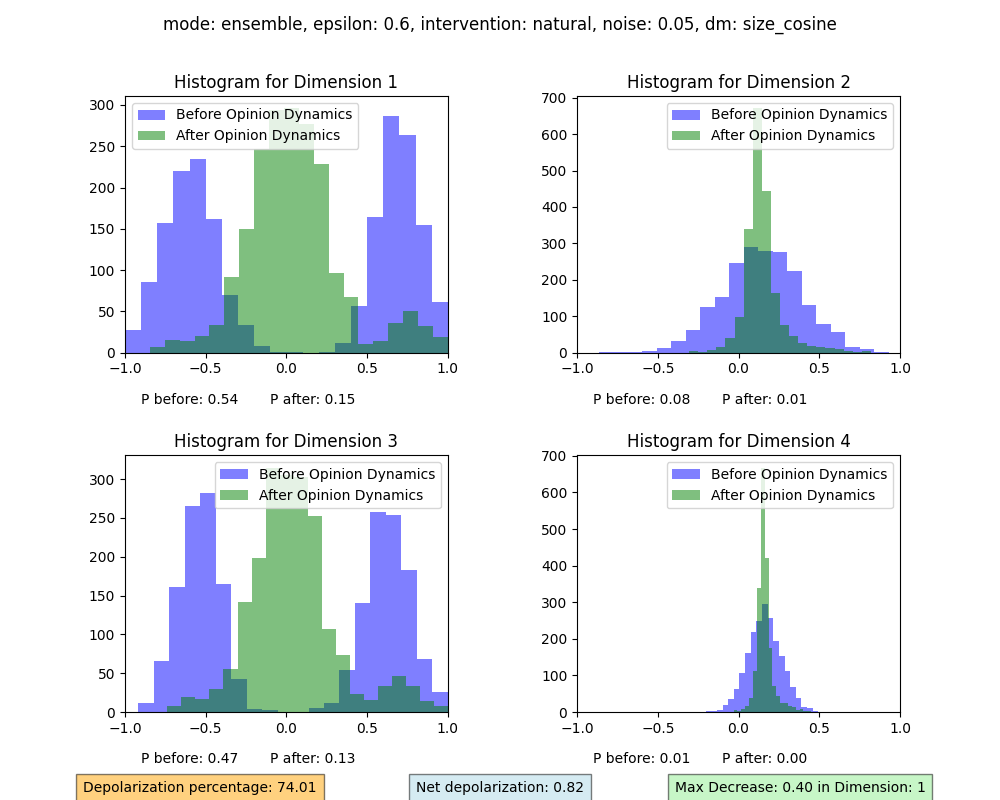 mode: ensemble, epsilon: 0.6, intervention: natural, noise: 0.05, dm: size_cosine
Histogram for Dimension 1
Before Opinion Dynamics
After Opinion Dynamics
300
250
200
150
100
50
0
−1.0 −0.5 0.0 0.5 1.0
P before: 0.54 P after: 0.15
Histogram for Dimension 2
Before Opinion Dynamics
After Opinion Dynamics
700
600
500
400
300
200
100
0
−1.0 −0.5 0.0 0.5 1.0
P before: 0.08 P after: 0.01
Histogram for Dimension 3
Before Opinion Dynamics
After Opinion Dynamics
300
250
200
150
100
50
0
−1.0 −0.5 0.0 0.5 1.0
P before: 0.47 P after: 0.13
Histogram for Dimension 4
Before Opinion Dynamics
After Opinion Dynamics
700
600
500
400
300
200
100
0
−1.0 −0.5 0.0 0.5 1.0
P before: 0.01 P after: 0.00
Depolarization percentage: 74.01
Net depolarization: 0.82
Max Decrease: 0.40 in Dimension: 1